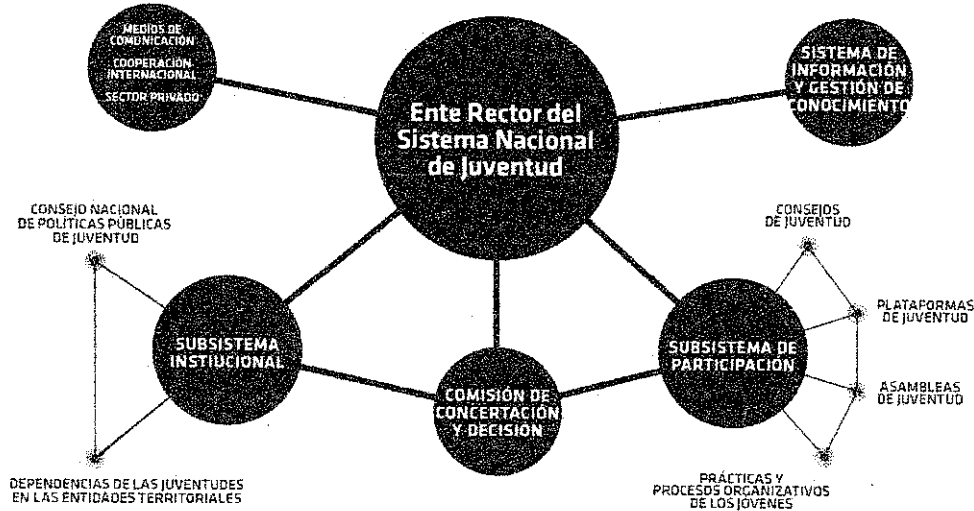 MEDIOS DE
COMUNICACIÓN
COOPERACIÓN
INTERNACIONAL
SECTOR PRIVADO
Ente Rector del
Sistema Nacional
de Juventud
SISTEMA DE
INFORMACIÓN
Y GESTIÓN DE
CONOCIMIENTO
CONSEJO NACIONAL
DE POLÍTICAS PÚBLICAS
DE JUVENTUD
CONSEJOS
DE JUVENTUD
SUBSISTEMA
INSTIUCIONAL
SUBSISTEMA DE
PARTICIPACIÓN
PLATAFORMAS
DE JUVENTUD
COMISIÓN DE
CONCERTACIÓN
Y DECISIÓN
ASAMBLEAS
DE JUVENTUD
DEPENDENCIAS DE LAS JUVENTUDES
EN LAS ENTIDADES TERRITORIALES
PRÁCTICAS Y
PROCESOS ORGANIZATIVOS
DE LOS JÓVENES